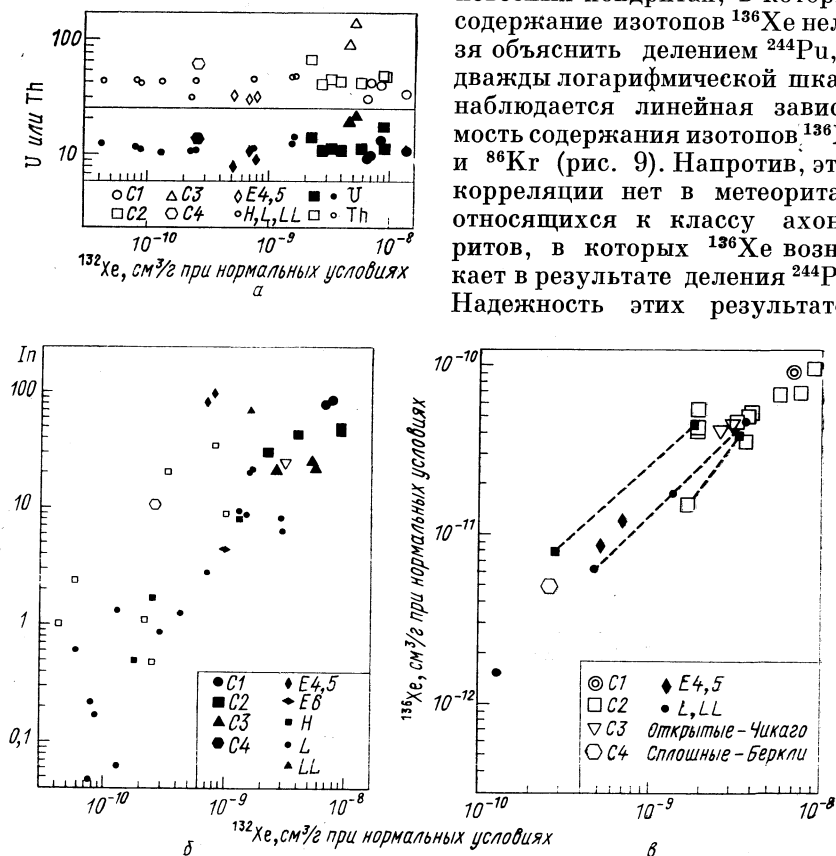 содержание изотопов ¹³⁶Xe нел
зя объяснить делением ²⁴⁴Pu,
дважды логарифмической шка
наблюдается линейная завис
мость содержания изотопов ¹³⁶
и ⁸⁶Kr (рис. 9). Напротив, эт
корреляции нет в метеорита
относящихся к классу ахон
ритов, в которых ¹³⁶Xe возн
кает в результате деления ²⁴⁴P
Надежность этих результато
U или Th
100
10
C1 C3 E4,5 U
C2 C4 H,L,LL Th
10⁻¹⁰ 10⁻⁹ 10⁻⁸
¹³²Xe, см³/г при нормальных условиях
а
In
100
10
1
0,1
C1 E4,5
C2 E6
C3 H
C4 L
LL
10⁻¹⁰ 10⁻⁹ 10⁻⁸
¹³²Xe, см³/г при нормальных условиях
б
¹³⁶Xe, см³/г при нормальных условиях
10⁻¹⁰
10⁻¹¹
10⁻¹²
C1 E4,5
C2 L,LL
C3 Открытые-Чикаго
C4 Сплошные-Беркли
10⁻¹⁰ 10⁻⁹ 10⁻⁸
в